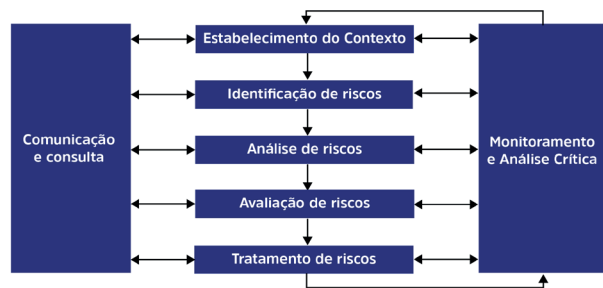 Estabelecimento do Contexto
Identificação de riscos
Comunicação
e consulta
Análise de riscos
Monitoramento
e Análise Crítica
Avaliação de riscos
Tratamento de riscos